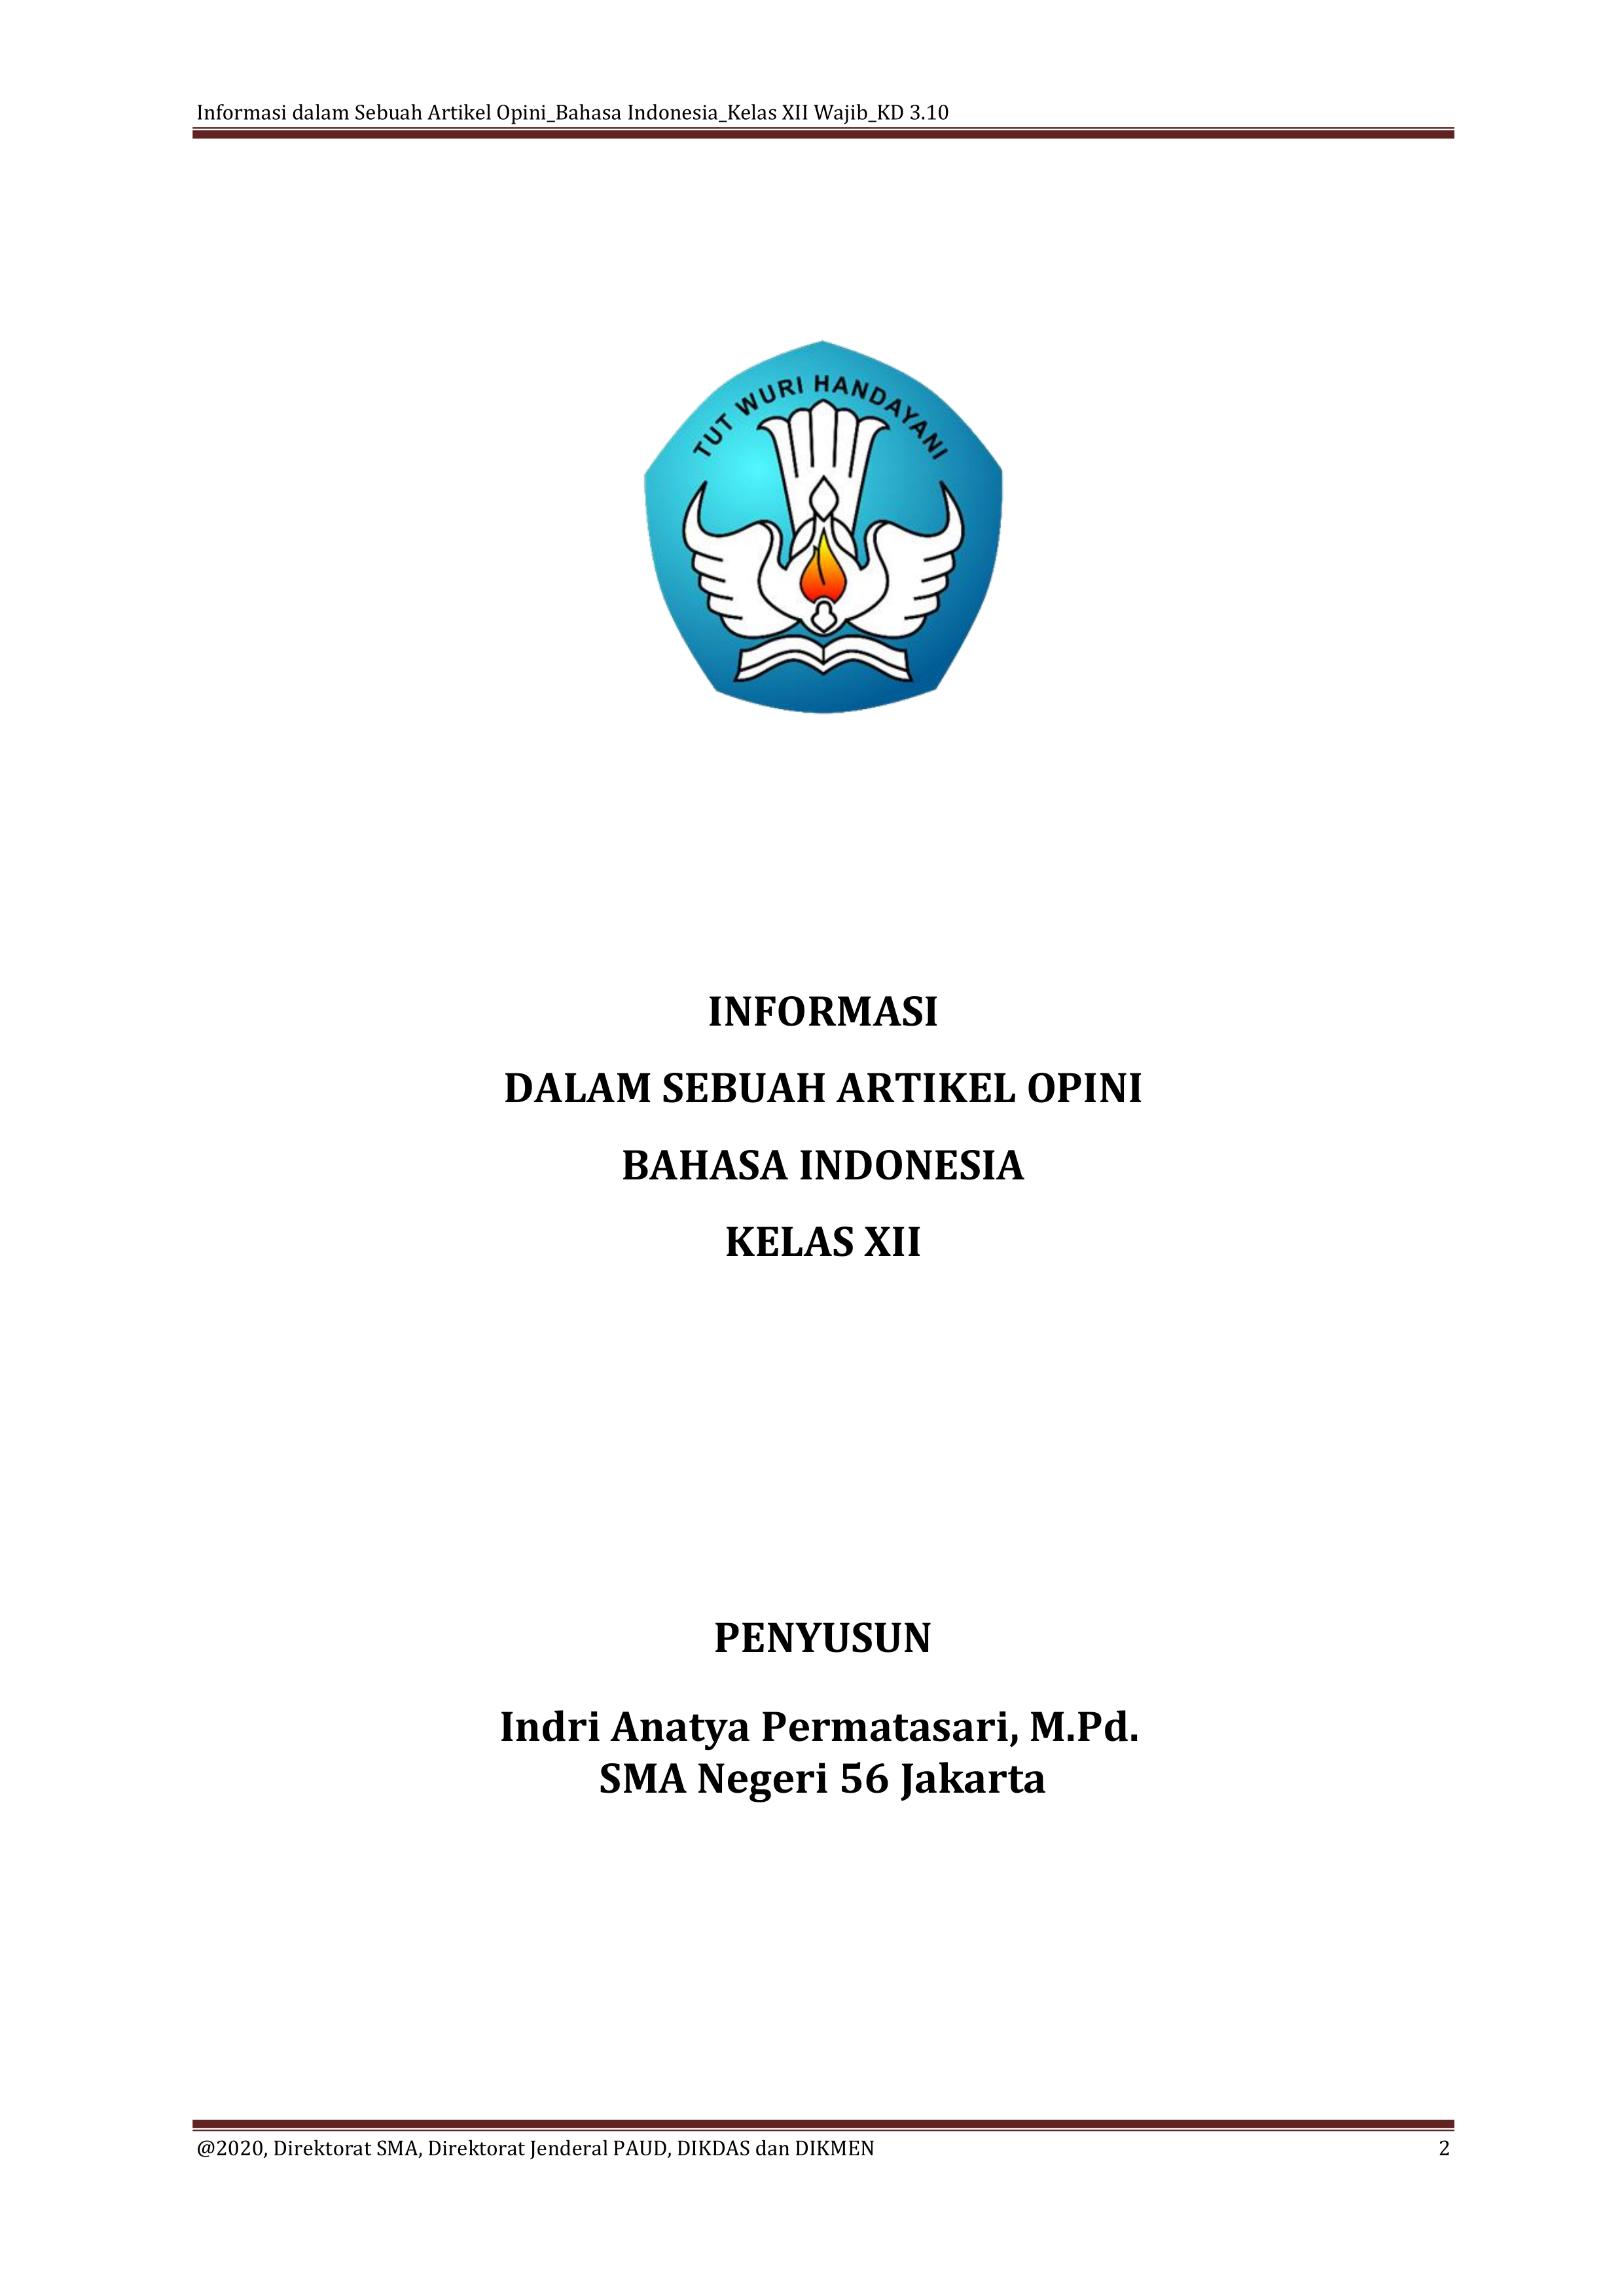 Informasi dalam Sebuah Artikel Opini_Bahasa Indonesia_Kelas XII Wajib_KD 3.10
TUT WURI HANDAYANI
INFORMASI
DALAM SEBUAH ARTIKEL OPINI
BAHASA INDONESIA
KELAS XII
PENYUSUN
Indri Anatya Permatasari, M.Pd.
SMA Negeri 56 Jakarta
@2020, Direktorat SMA, Direktorat Jenderal PAUD, DIKDAS dan DIKMEN 2